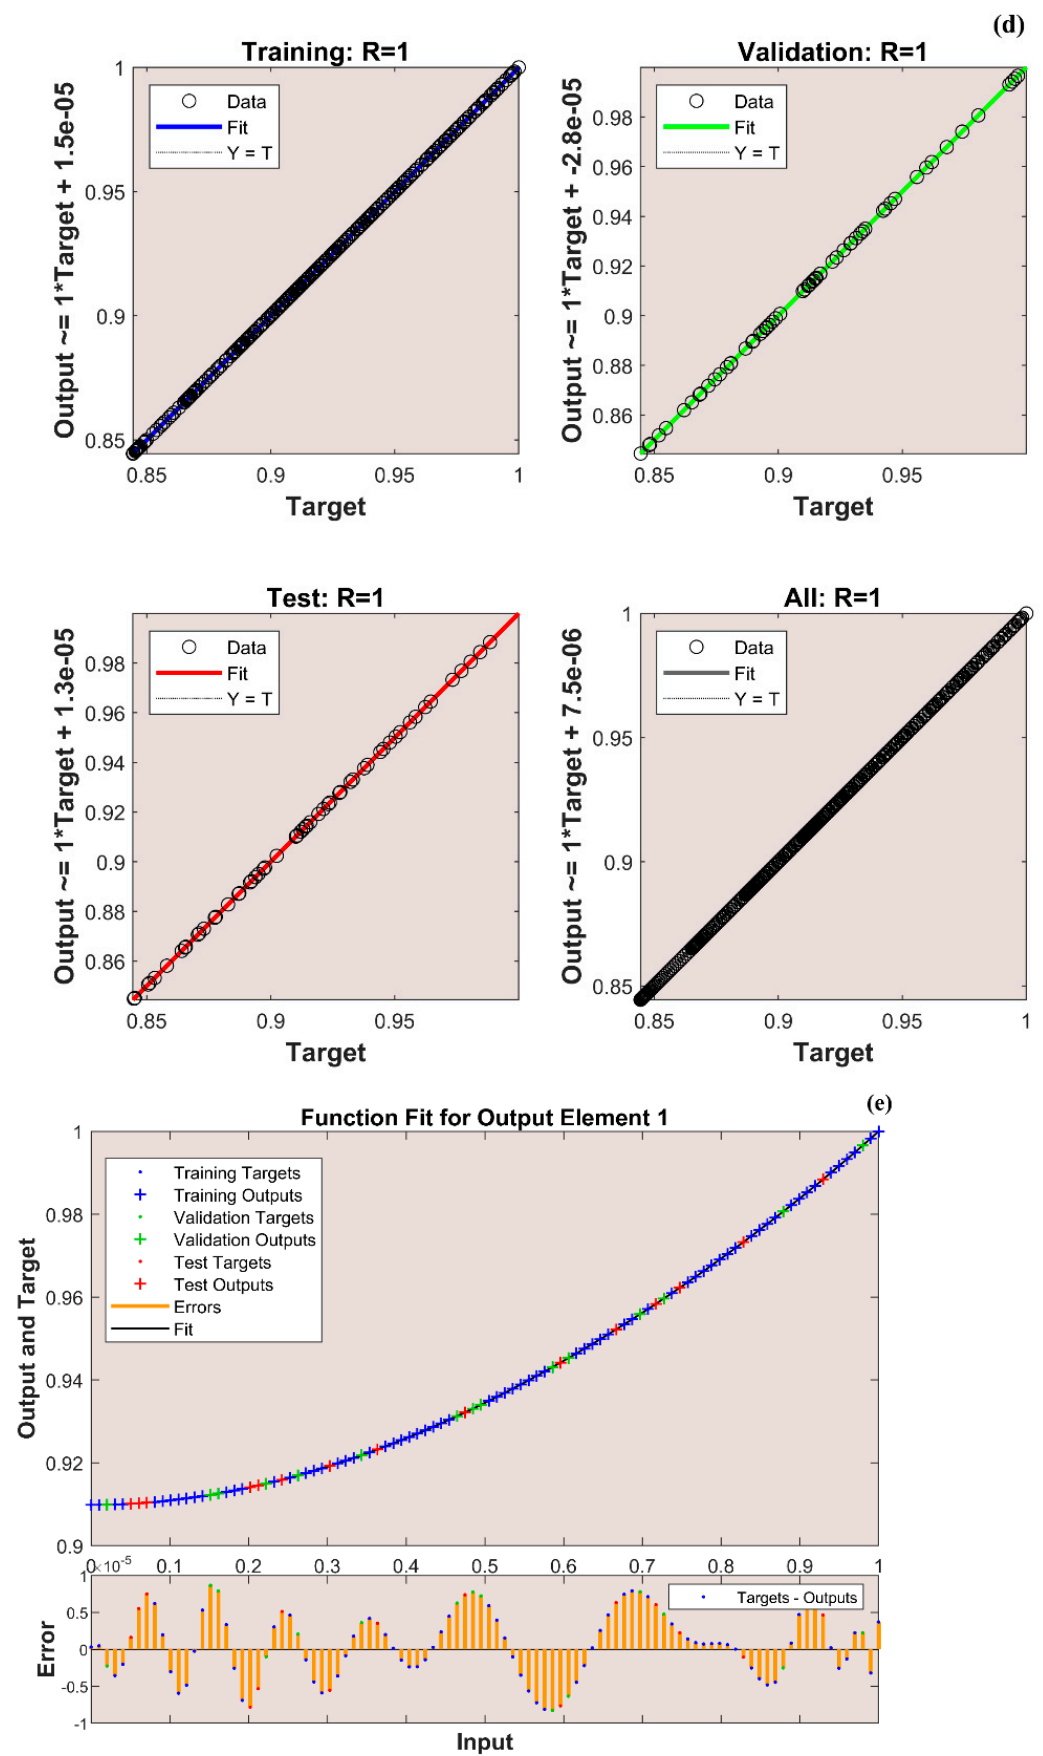 (d)
Training: R=1
Output ~= 1*Target + 1.5e-05
1
0.95
0.9
0.85
Data
Fit
Y = T
0.85 0.9 0.95 1
Target
Validation: R=1
Output ~= 1*Target + -2.8e-05
0.98
0.96
0.94
0.92
0.9
0.88
0.86
Data
Fit
Y = T
0.85 0.9 0.95
Target
Test: R=1
Output ~= 1*Target + 1.3e-05
0.98
0.96
0.94
0.92
0.9
0.88
0.86
Data
Fit
Y = T
0.85 0.9 0.95
Target
All: R=1
Output ~= 1*Target + 7.5e-06
1
0.95
0.9
0.85
Data
Fit
Y = T
0.85 0.9 0.95 1
Target
(e)
Function Fit for Output Element 1
Output and Target
1
0.98
0.96
0.94
0.92
0.9
Training Targets
Training Outputs
Validation Targets
Validation Outputs
Test Targets
Test Outputs
Errors
Fit
0 0.1 0.2 0.3 0.4 0.5 0.6 0.7 0.8 0.9 1
×10-5
Error
1
0.5
0
-0.5
-1
Targets - Outputs
Input